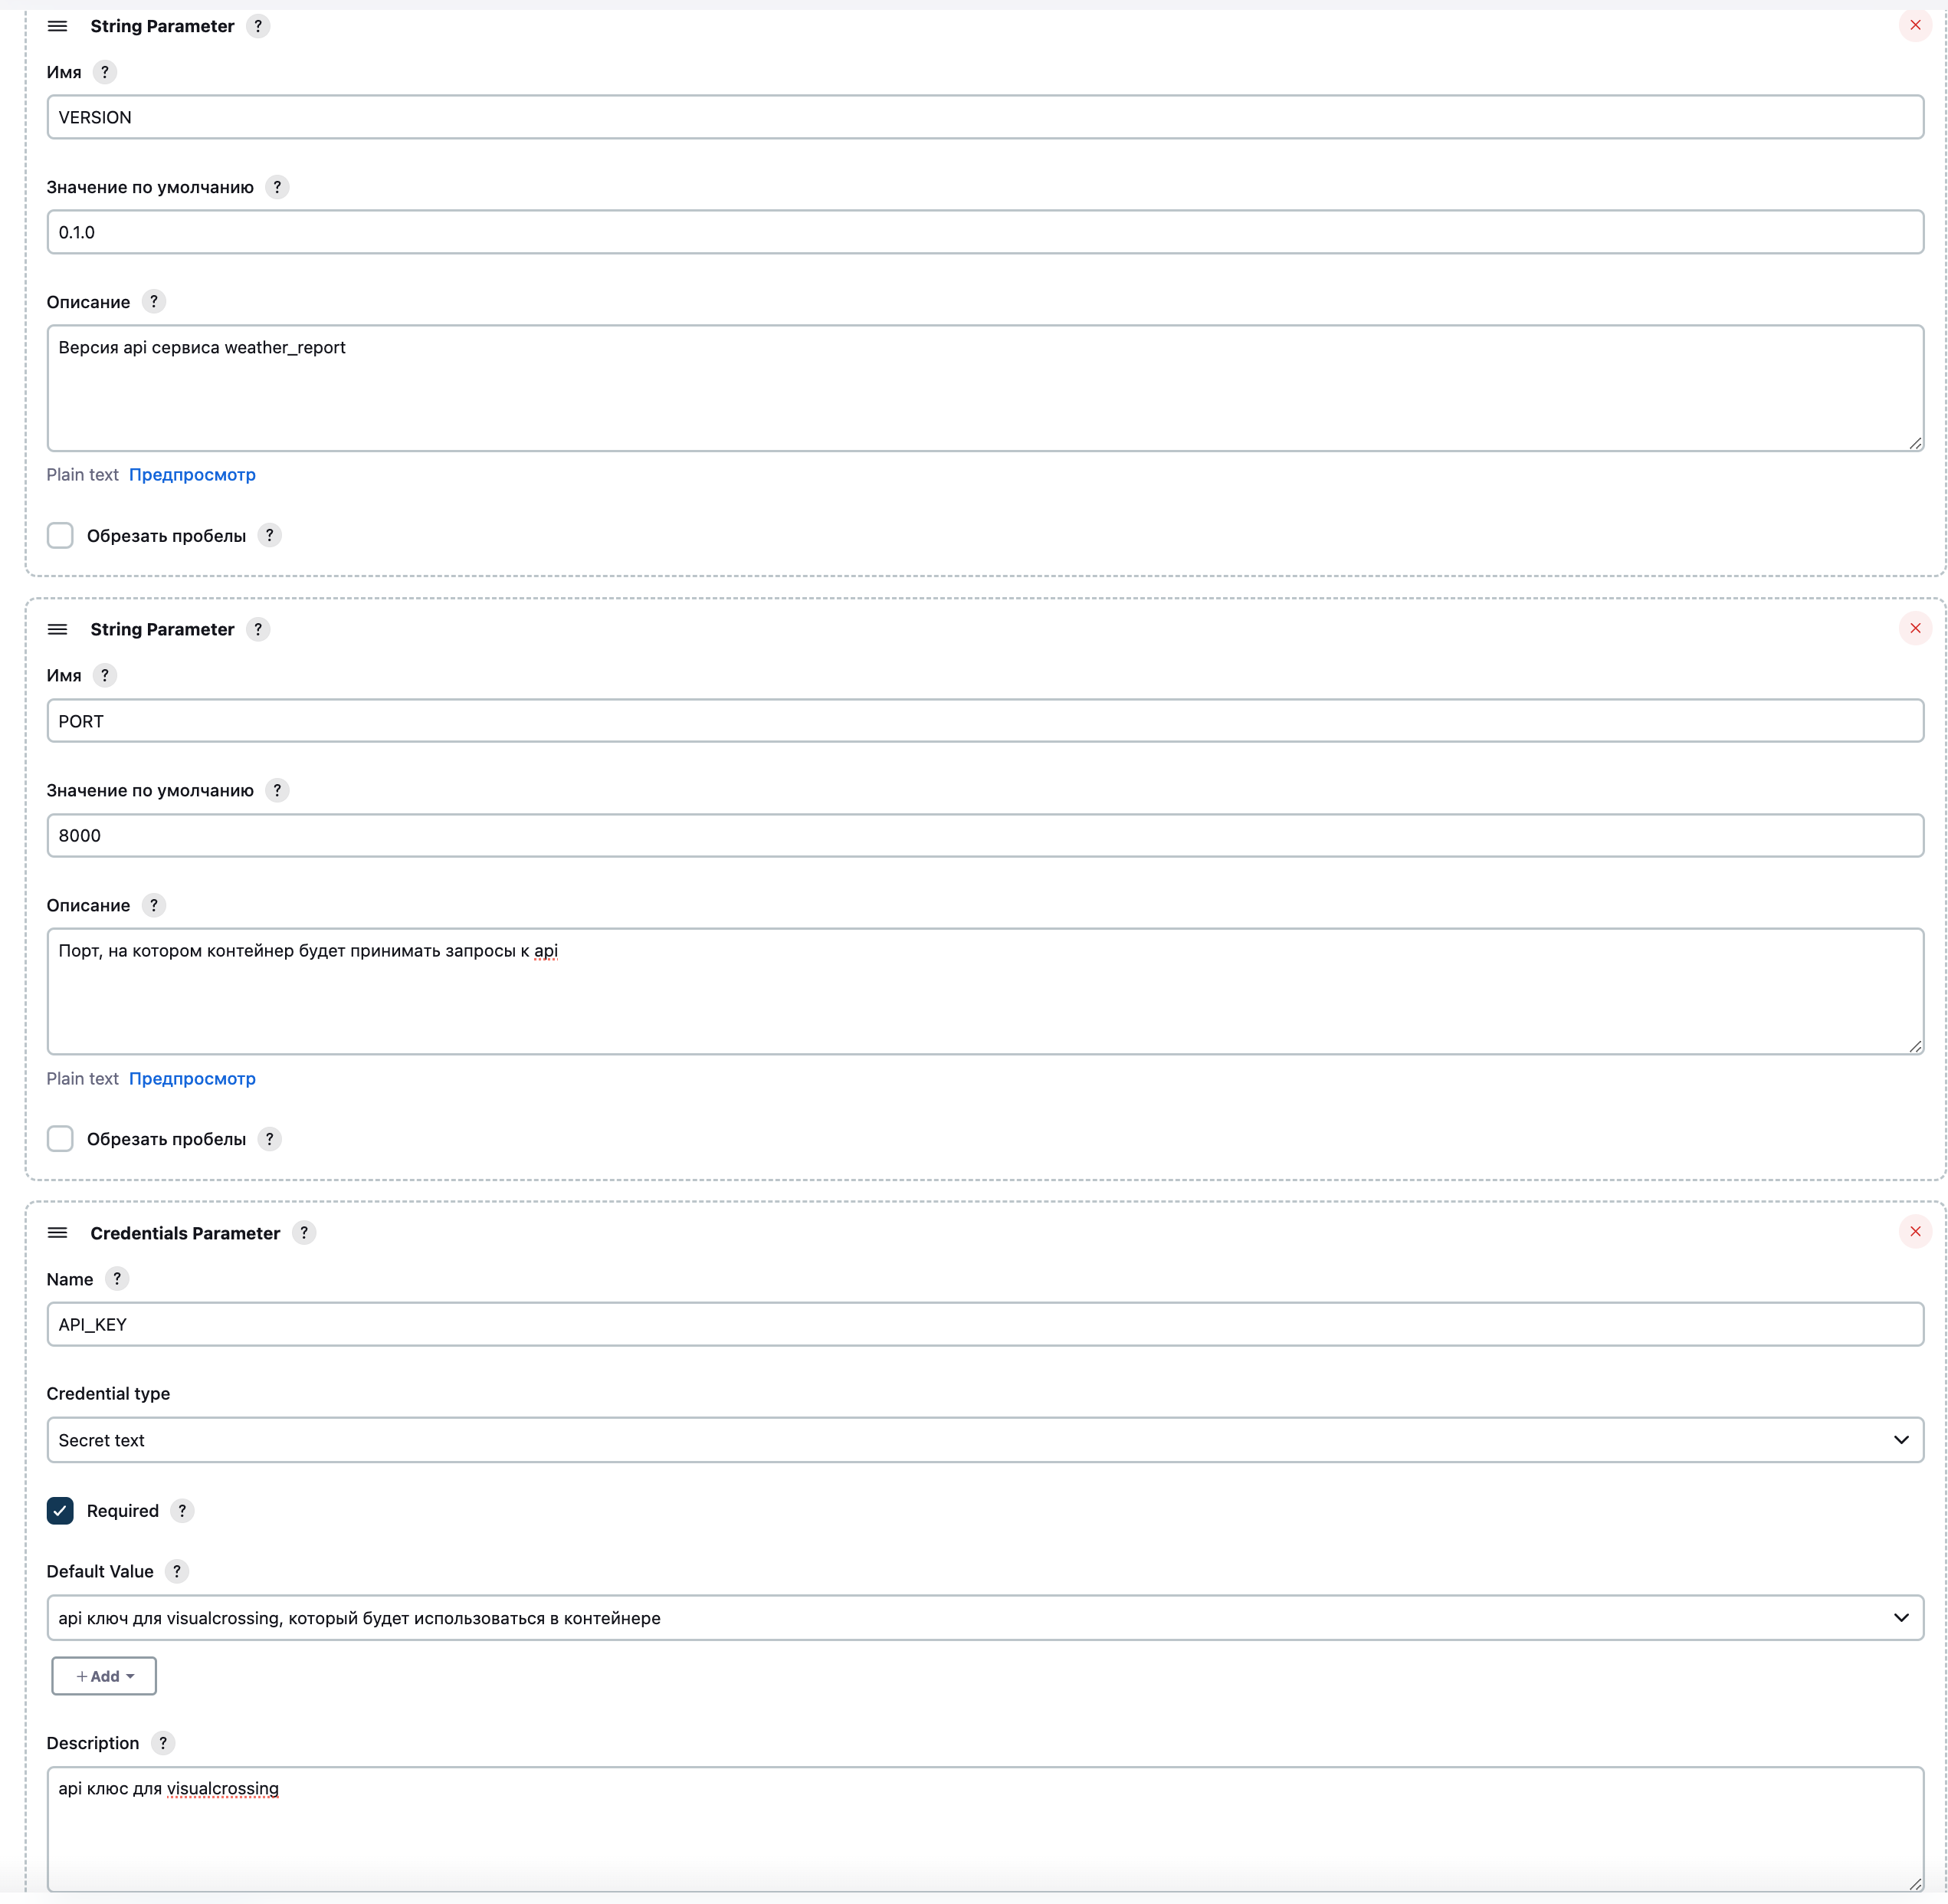 String Parameter ?
Имя ?
VERSION
Значение по умолчанию ?
0.1.0
Описание ?
Версия api сервиса weather_report
Plain text Предпросмотр
Обрезать пробелы ?
String Parameter ?
Имя ?
PORT
Значение по умолчанию ?
8000
Описание ?
Порт, на котором контейнер будет принимать запросы к api
Plain text Предпросмотр
Обрезать пробелы ?
Credentials Parameter ?
Name ?
API_KEY
Credential type
Secret text
Required ?
Default Value ?
api ключ для visualcrossing, который будет использоваться в контейнере
+ Add
Description ?
api клюс для visualcrossing